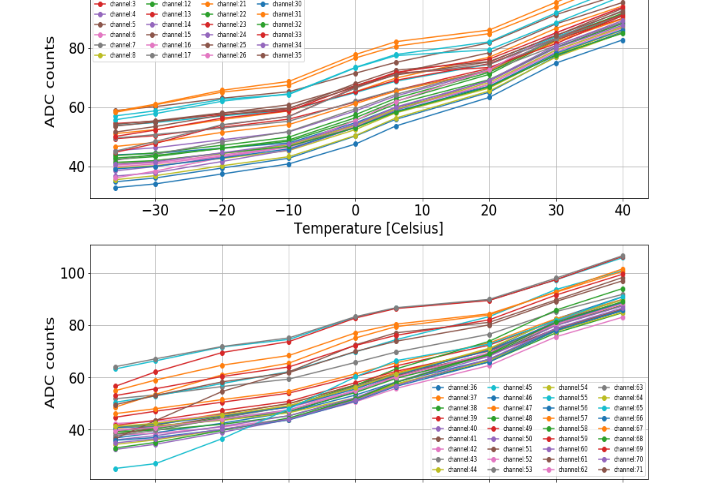 channel:3 channel:12 channel:21 channel:30
channel:4 channel:13 channel:22 channel:31
channel:5 channel:14 channel:23 channel:32
channel:6 channel:15 channel:24 channel:33
channel:7 channel:16 channel:25 channel:34
channel:8 channel:17 channel:26 channel:35
80
60
40
ADC counts
−30 −20 −10 0 10 20 30 40
Temperature [Celsius]
100
80
60
40
ADC counts
channel:36 channel:45 channel:54 channel:63
channel:37 channel:46 channel:55 channel:64
channel:38 channel:47 channel:56 channel:65
channel:39 channel:48 channel:57 channel:66
channel:40 channel:49 channel:58 channel:67
channel:41 channel:50 channel:59 channel:68
channel:42 channel:51 channel:60 channel:69
channel:43 channel:52 channel:61 channel:70
channel:44 channel:53 channel:62 channel:71